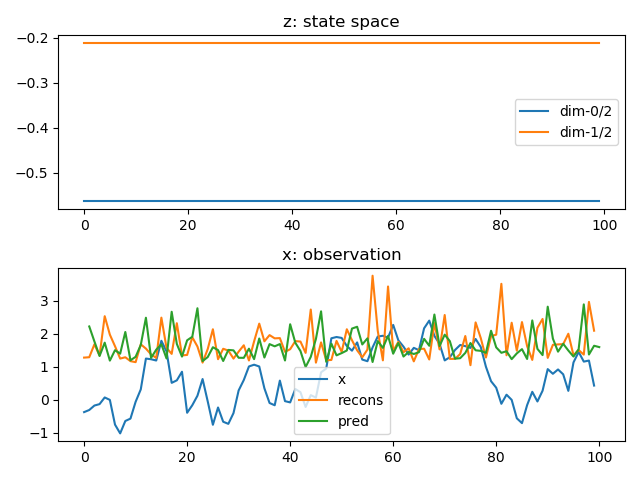 z: state space
−0.2
−0.3
−0.4
−0.5
dim-0/2
dim-1/2
0 20 40 60 80 100
x: observation
3
2
1
0
−1
x
recons
pred
0 20 40 60 80 100